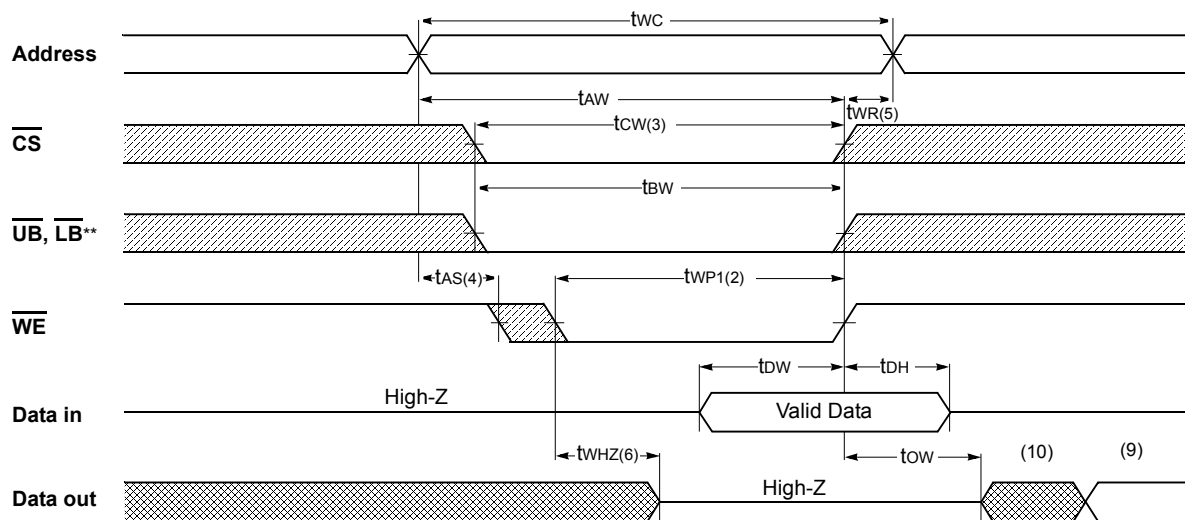 tWC
Address
tAW
tWR(5)
tCW(3)
CS
tBW
UB, LB**
tAS(4)
tWP1(2)
WE
tDW
tDH
High-Z
Data in
Valid Data
tWHZ(6)
tOW
(10)
(9)
High-Z
Data out